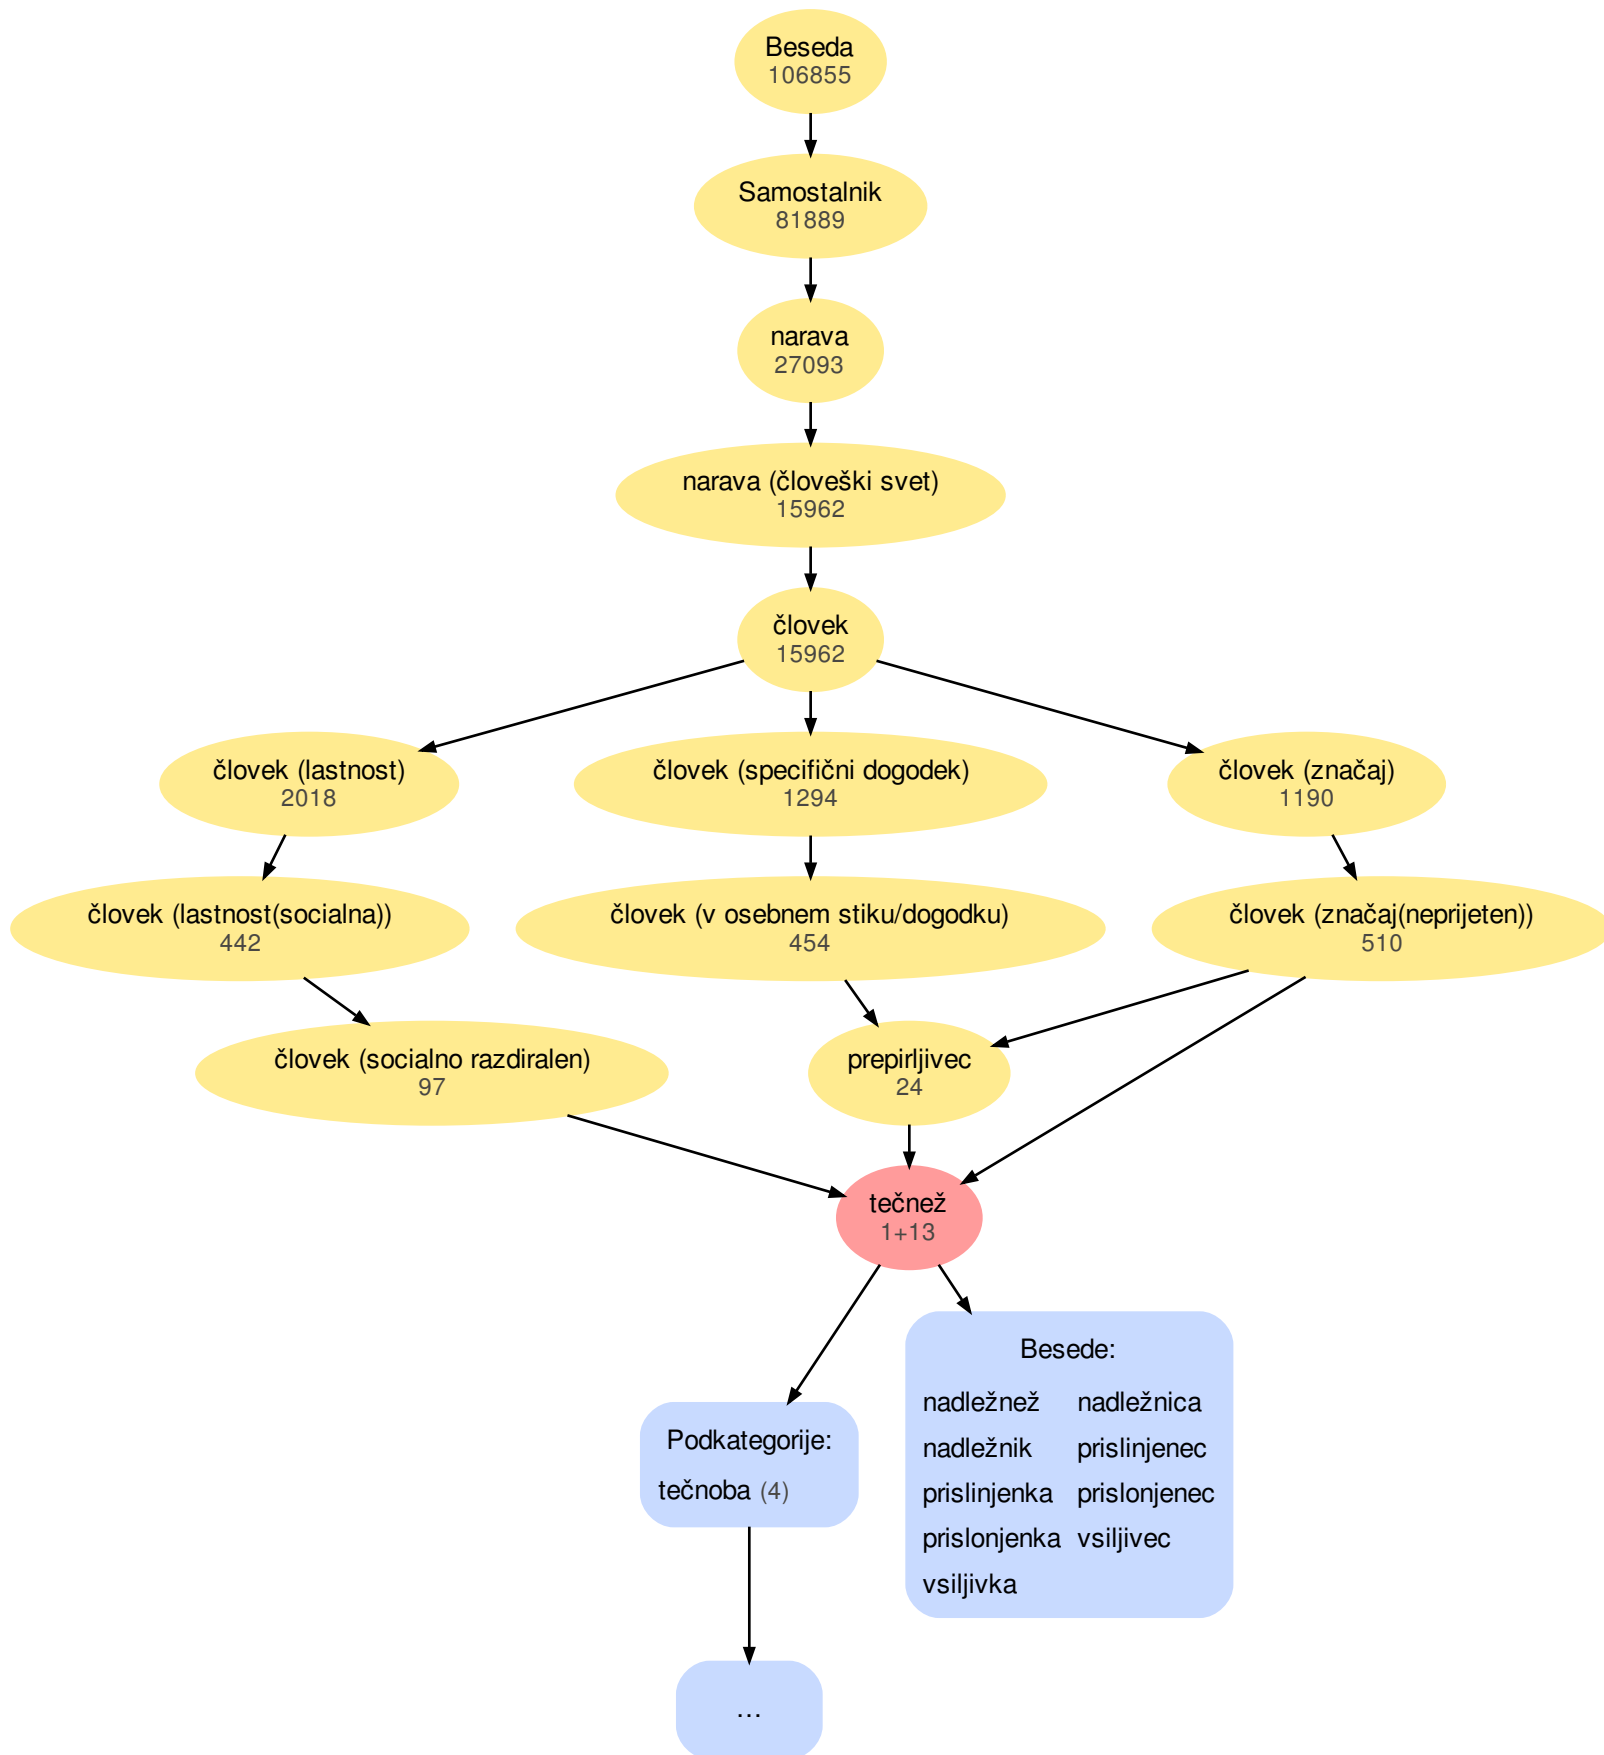 Beseda
106855
Samostalnik
81889
narava
27093
narava (človeški svet)
15962
človek
15962
človek (lastnost)
2018
človek (specifični dogodek)
1294
človek (značaj)
1190
človek (lastnost(socialna))
442
človek (v osebnem stiku/dogodku)
454
človek (značaj(neprijeten))
510
človek (socialno razdiralen)
97
prepirljivec
24
tečnež
1+13
Besede:
nadležnež nadležnica
nadležnik prislinjenec
prislinjenka prislonjenec
prislonjenka vsiljivec
vsiljivka
Podkategorije:
tečnoba (4)
...